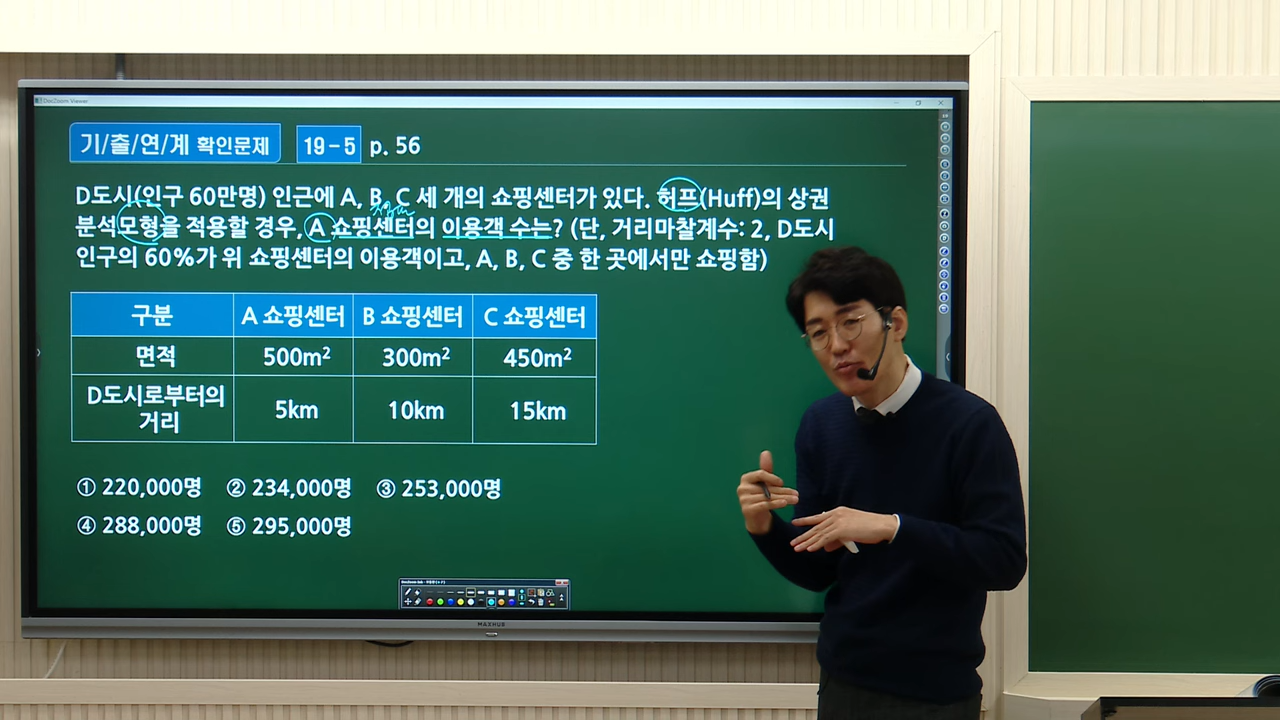 DocZoom Viewer
기/출/연/계 확인문제 19-5 p. 56
D도시(인구 60만명) 인근에 A, B, C 세 개의 쇼핑센터가 있다. 허프(Huff)의 상권
분석모형을 적용할 경우, A 쇼핑센터의 이용객 수는? (단, 거리마찰계수: 2, D도시
인구의 60%가 위 쇼핑센터의 이용객이고, A, B, C 중 한 곳에서만 쇼핑함)
구분 A 쇼핑센터 B 쇼핑센터 C 쇼핑센터
면적 500m² 300m² 450m²
D도시로부터의
거리 5km 10km 15km
① 220,000명 ② 234,000명 ③ 253,000명
④ 288,000명 ⑤ 295,000명
MAXHUB